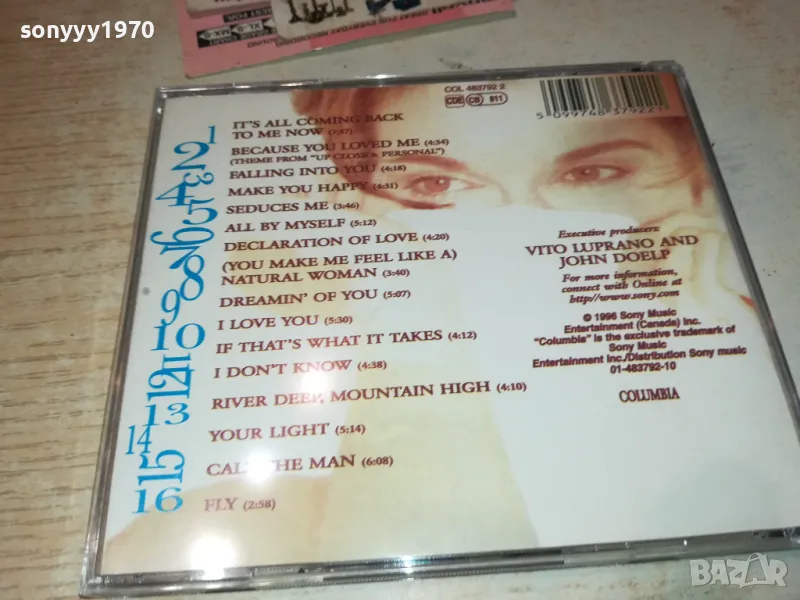 sonyyy1970
COL 483792 2
CDE CB 811
5 099748 379221
1 IT'S ALL COMING BACK
TO ME NOW (7:37)
2 BECAUSE YOU LOVED ME (4:34)
(THEME FROM "UP CLOSE & PERSONAL")
3 FALLING INTO YOU (4:18)
4 MAKE YOU HAPPY (4:31)
5 SEDUCES ME (3:46)
6 ALL BY MYSELF (5:12)
7 DECLARATION OF LOVE (4:20)
8 (YOU MAKE ME FEEL LIKE A)
NATURAL WOMAN (3:40)
9 DREAMIN' OF YOU (5:07)
10 I LOVE YOU (5:30)
11 IF THAT'S WHAT IT TAKES (4:12)
12 I DON'T KNOW (4:38)
13 RIVER DEEP, MOUNTAIN HIGH (4:10)
14 YOUR LIGHT (5:14)
15 CALL THE MAN (6:08)
16 FLY (2:58)
Executive producers:
VITO LUPRANO AND
JOHN DOELP
For more information,
connect with Online at
http//www.sony.com
© 1996 Sony Music
Entertainment (Canada) Inc.
"Columbia" is the exclusive trademark of
Sony Music
Entertainment Inc./Distribution Sony music
01-483792-10
COLUMBIA
BAZAR
bg